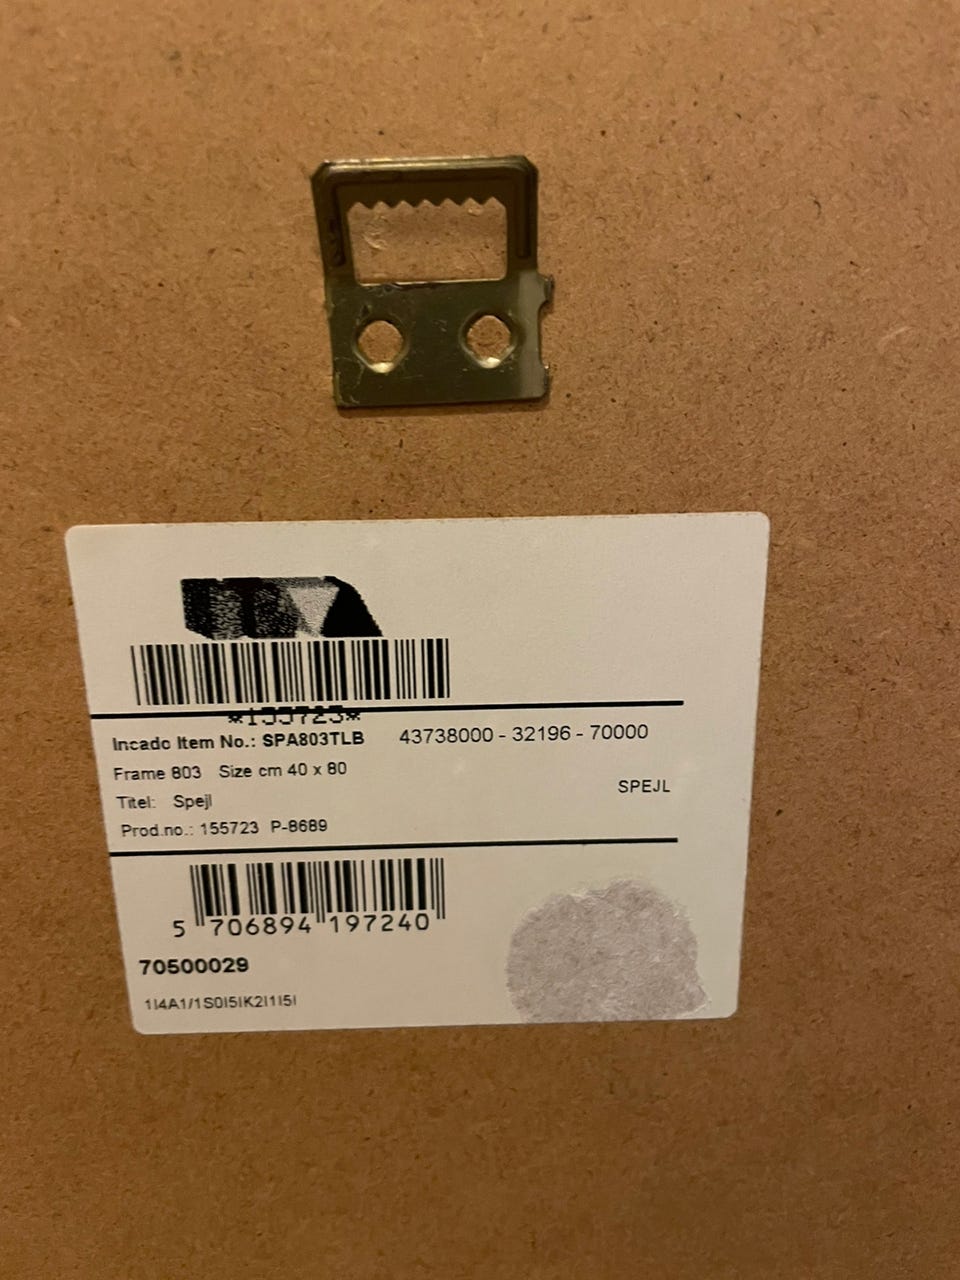 *155723*
Incado Item No.: SPA803TLB 43738000 - 32196 - 70000
Frame 803 Size cm 40 x 80
SPEJL
Titel: Spejl
Prod.no.: 155723 P-8689
5 706894 197240
70500029
1I4A1/1S0I5IK2I1I5I